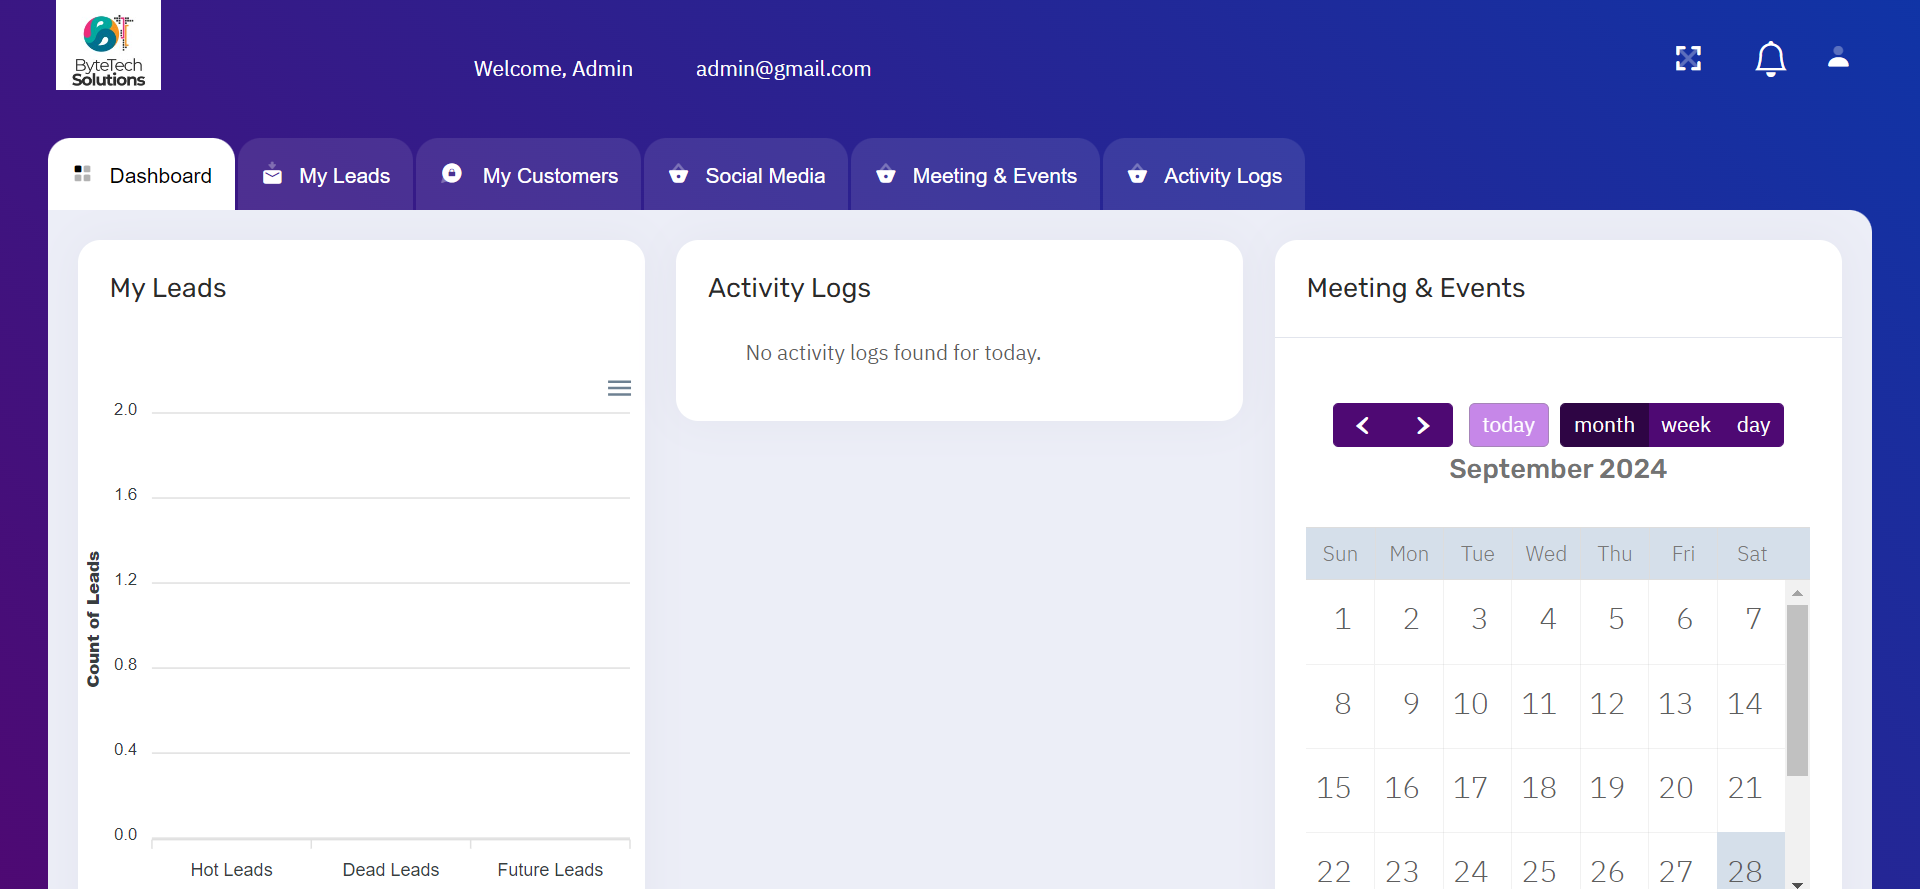 ByteTech
Solutions
Welcome, Admin
admin@gmail.com
Dashboard
My Leads
My Customers
Social Media
Meeting & Events
Activity Logs
My Leads
2.0
1.6
1.2
0.8
0.4
0.0
Count of Leads
Hot Leads Dead Leads Future Leads
Activity Logs
No activity logs found for today.
Meeting & Events
today
month week day
September 2024
Sun Mon Tue Wed Thu Fri Sat
1 2 3 4 5 6 7
8 9 10 11 12 13 14
15 16 17 18 19 20 21
22 23 24 25 26 27 28